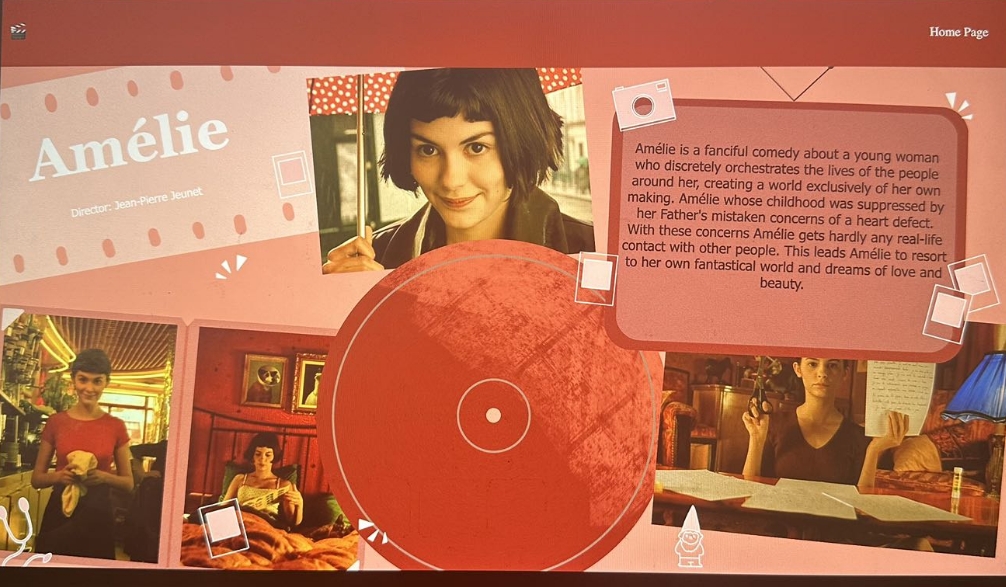 Home Page
Amélie
Director: Jean-Pierre Jeunet
Amélie is a fanciful comedy about a young woman
who discretely orchestrates the lives of the people
around her, creating a world exclusively of her own
making. Amélie whose childhood was suppressed by
her Father's mistaken concerns of a heart defect.
With these concerns Amélie gets hardly any real-life
contact with other people. This leads Amélie to resort
to her own fantastical world and dreams of love and
beauty.